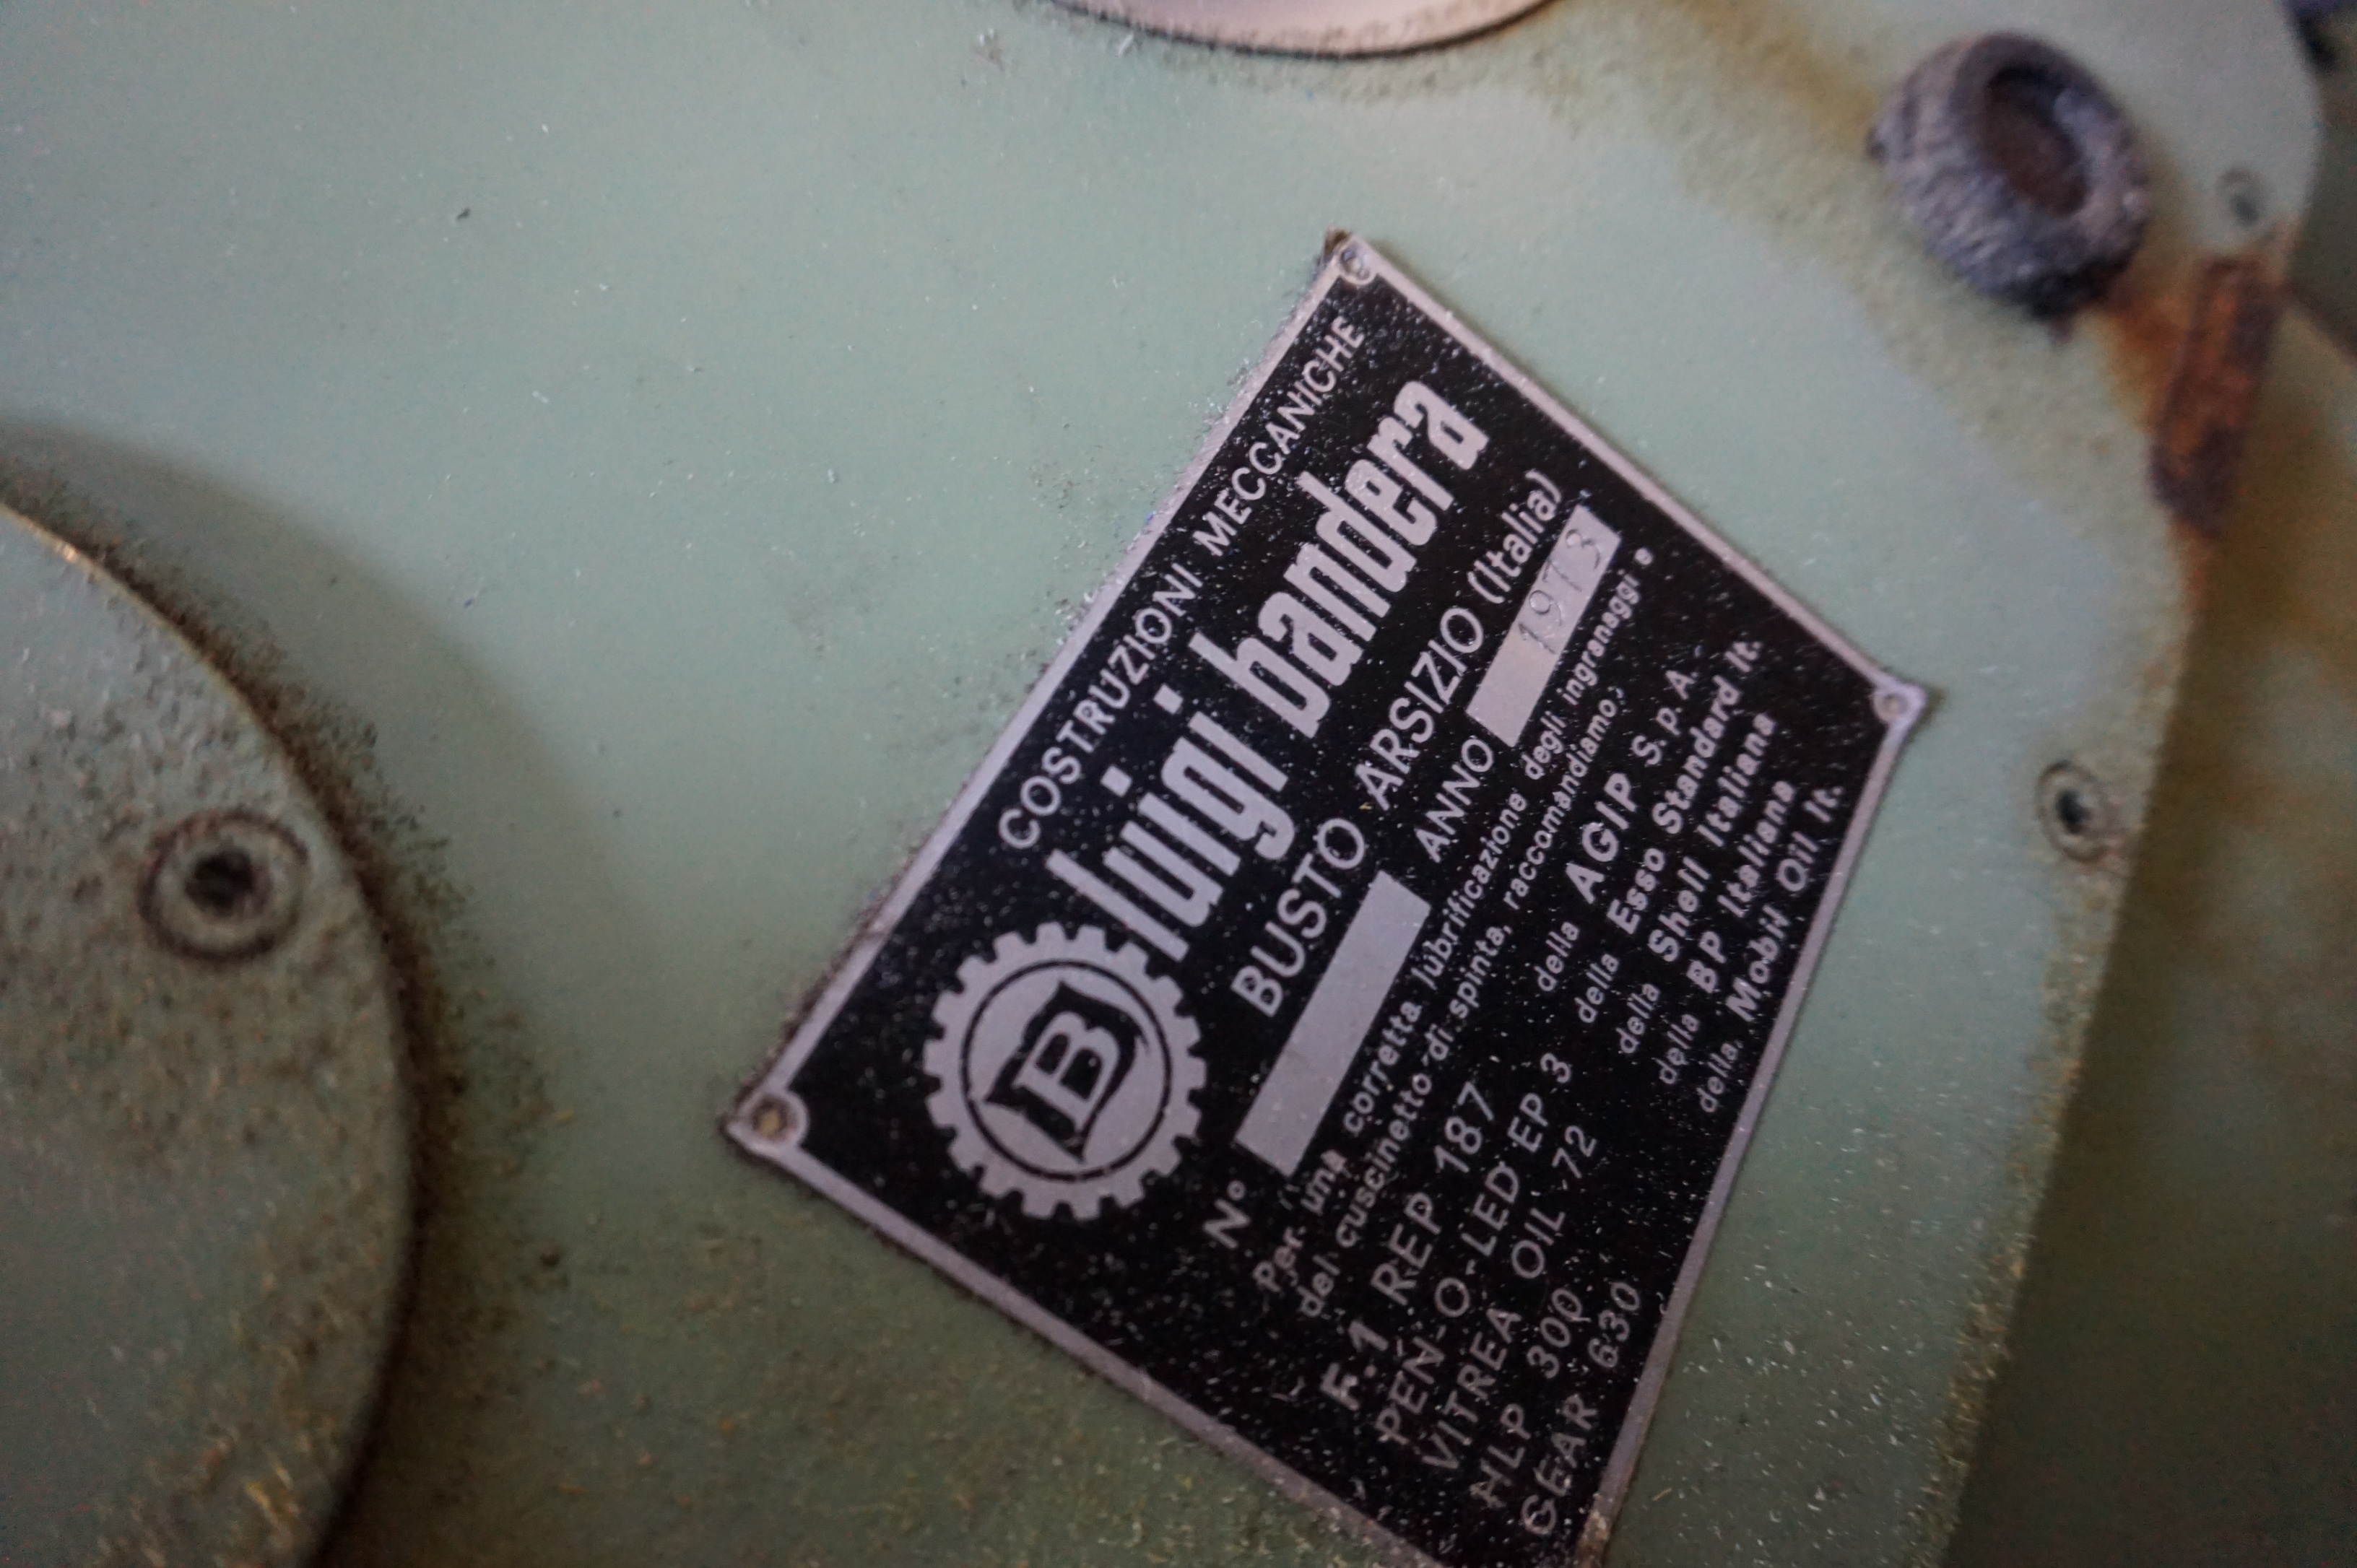 COSTRUZIONI MECCANICHE
B luigi bandera
BUSTO ARSIZIO (Italia)
N° ANNO 1973
Per una corretta lubrificazione degli ingranaggi e
del cuscinetto di spinta, raccomandiamo:
F.1 REP 187 della AGIP S.p.A.
PEN-O-LED EP 3 della Esso Standard It.
VITREA OIL 72 della Shell Italiana
HLP 300 della BP Italiana
GEAR 630 della Mobil Oil It.